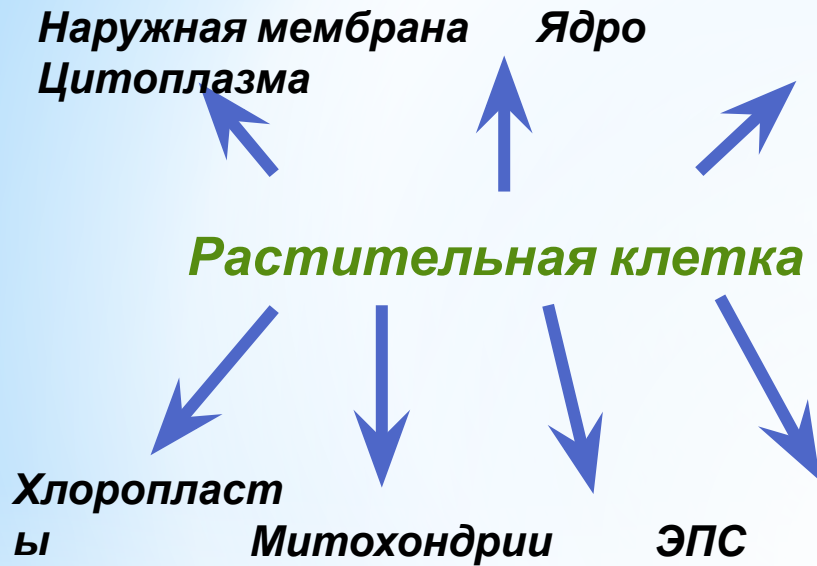 Наружная мембрана Ядро
Цитоплазма
Растительная клетка
Хлоропласт
ы Митохондрии ЭПС